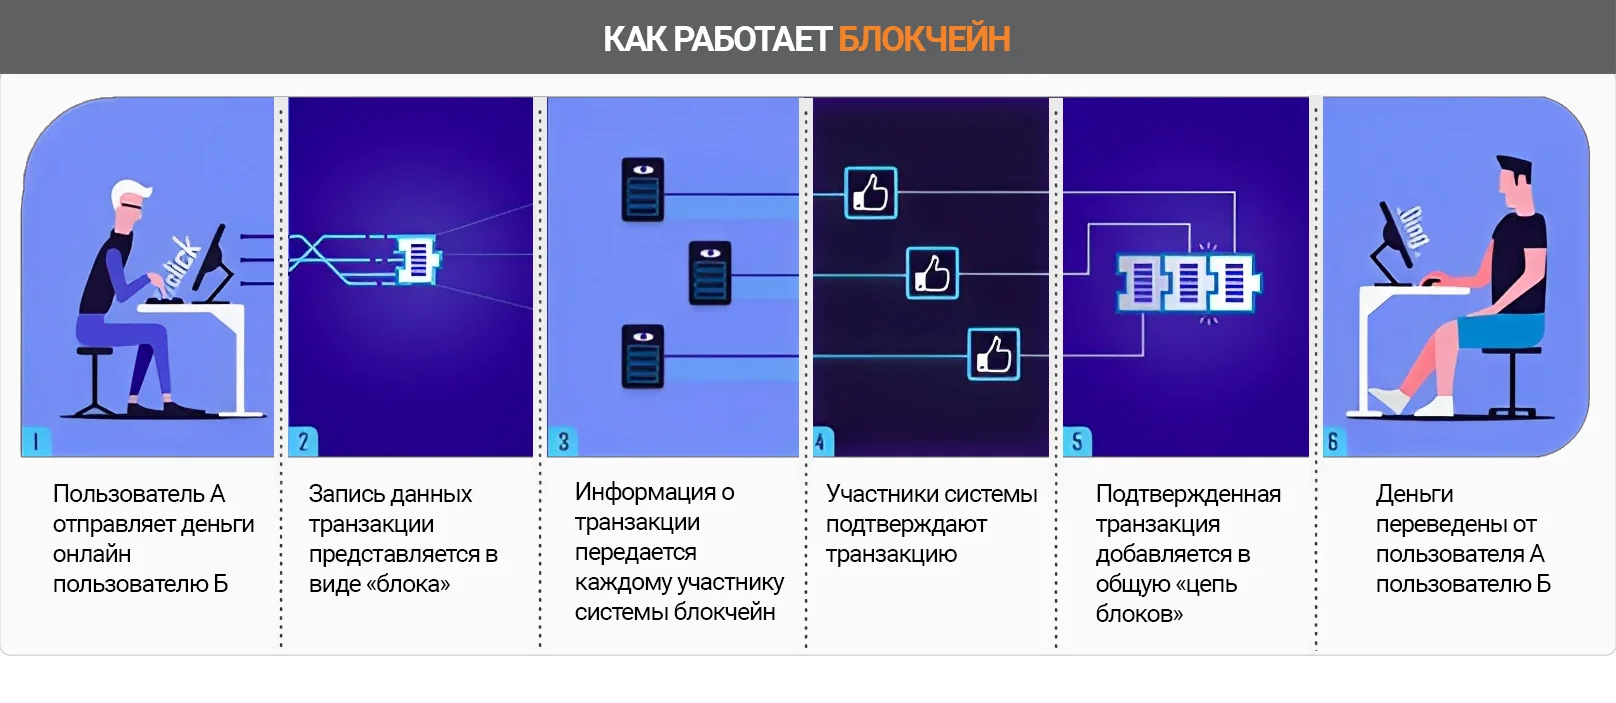 КАК РАБОТАЕТ БЛОКЧЕЙН
click
1
2
3
4
5
ding
6
Пользователь А
отправляет деньги
онлайн
пользователю Б
Запись данных
транзакции
представляется в
виде «блока»
Информация о
транзакции
передается
каждому участнику
системы блокчейн
Участники системы
подтверждают
транзакцию
Подтвержденная
транзакция
добавляется в
общую «цепь
блоков»
Деньги
переведены от
пользователя А
пользователю Б